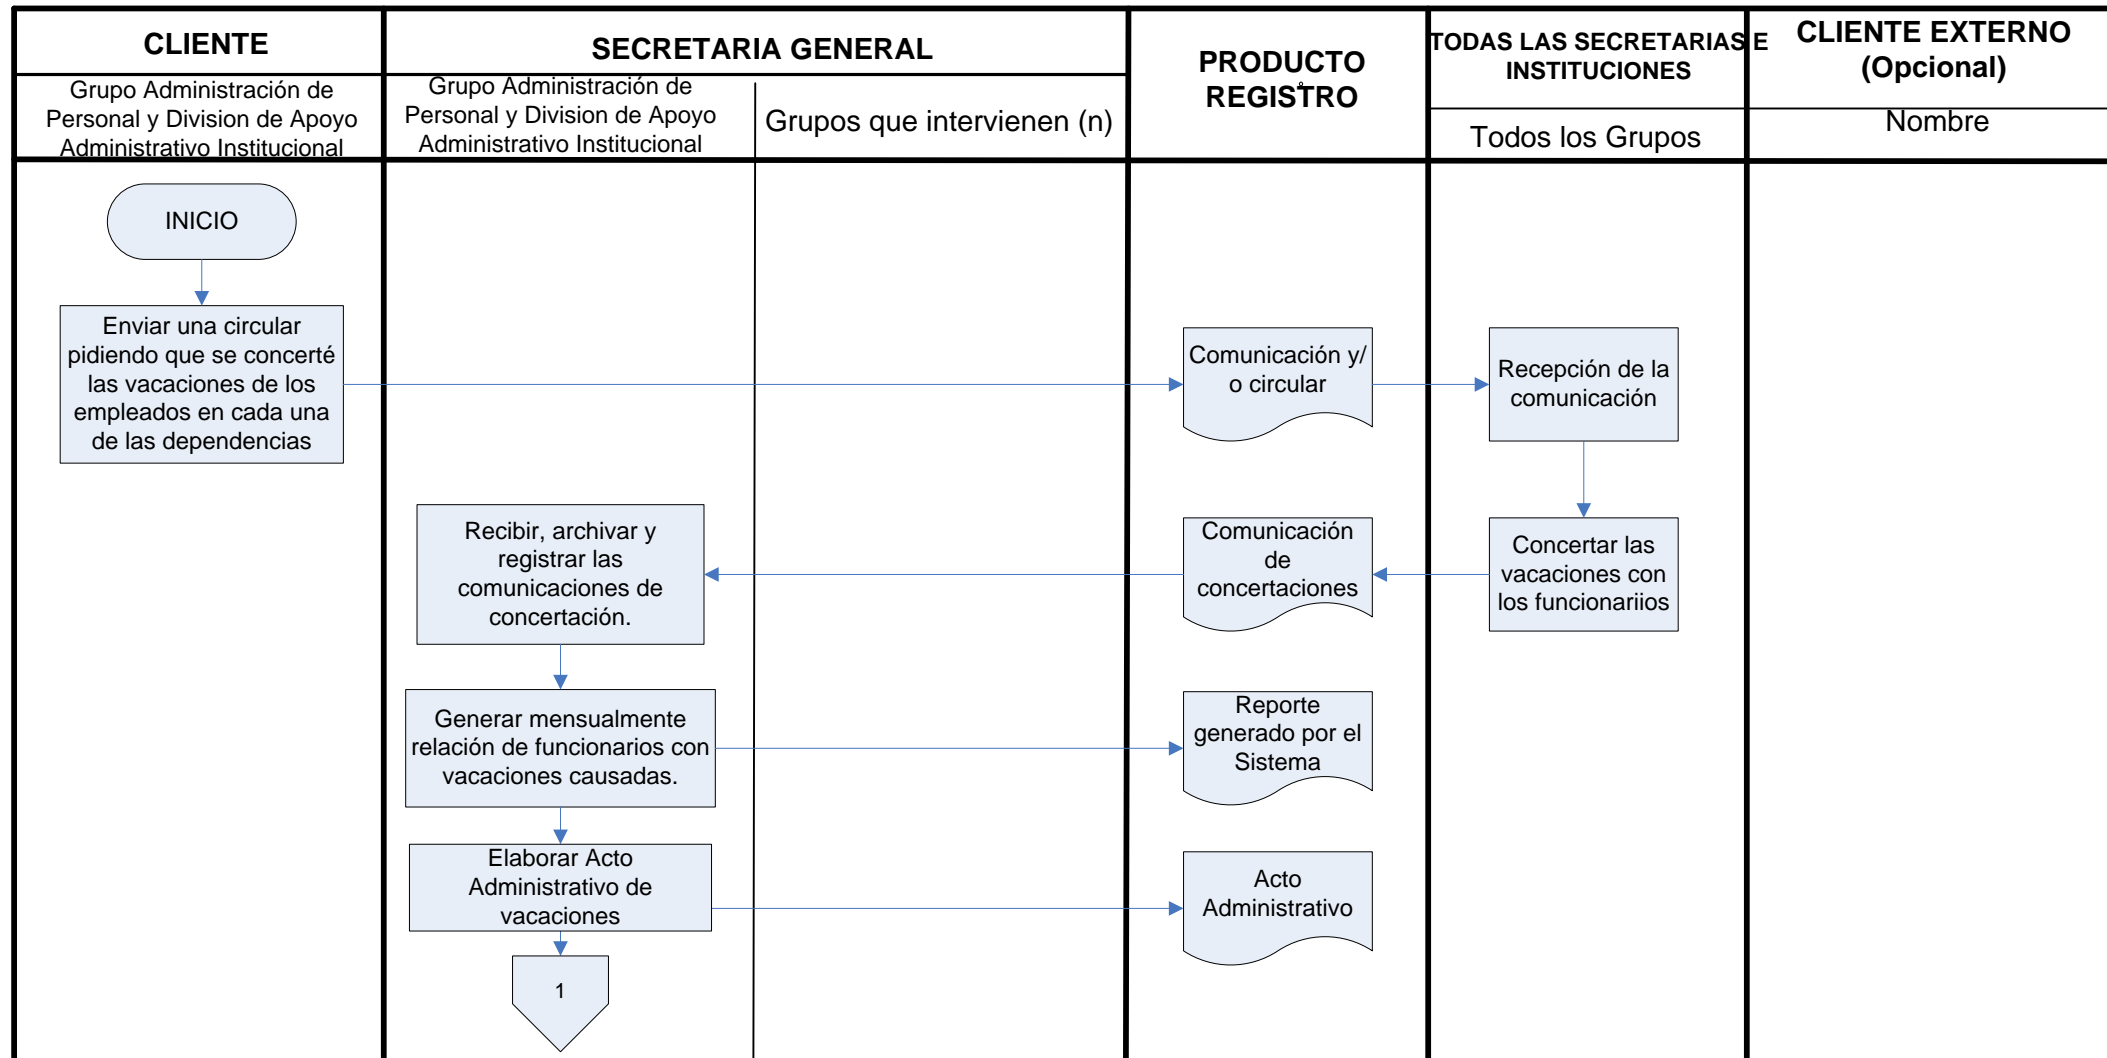 CLIENTE
SECRETARIA GENERAL
PRODUCTO
REGISTRO
TODAS LAS SECRETARIAS E
INSTITUCIONES
CLIENTE EXTERNO
(Opcional)
Grupo Administración de
Personal y Division de Apoyo
Administrativo Institucional
Grupo Administración de
Personal y Division de Apoyo
Administrativo Institucional
Grupos que intervienen (n)
Todos los Grupos
Nombre
INICIO
Enviar una circular
pidiendo que se concerté
las vacaciones de los
empleados en cada una
de las dependencias
Comunicación y/
o circular
Recepción de la
comunicación
Recibir, archivar y
registrar las
comunicaciones de
concertación.
Comunicación
de
concertaciones
Concertar las
vacaciones con
los funcionariios
Generar mensualmente
relación de funcionarios con
vacaciones causadas.
Reporte
generado por el
Sistema
Elaborar Acto
Administrativo de
vacaciones
Acto
Administrativo
1